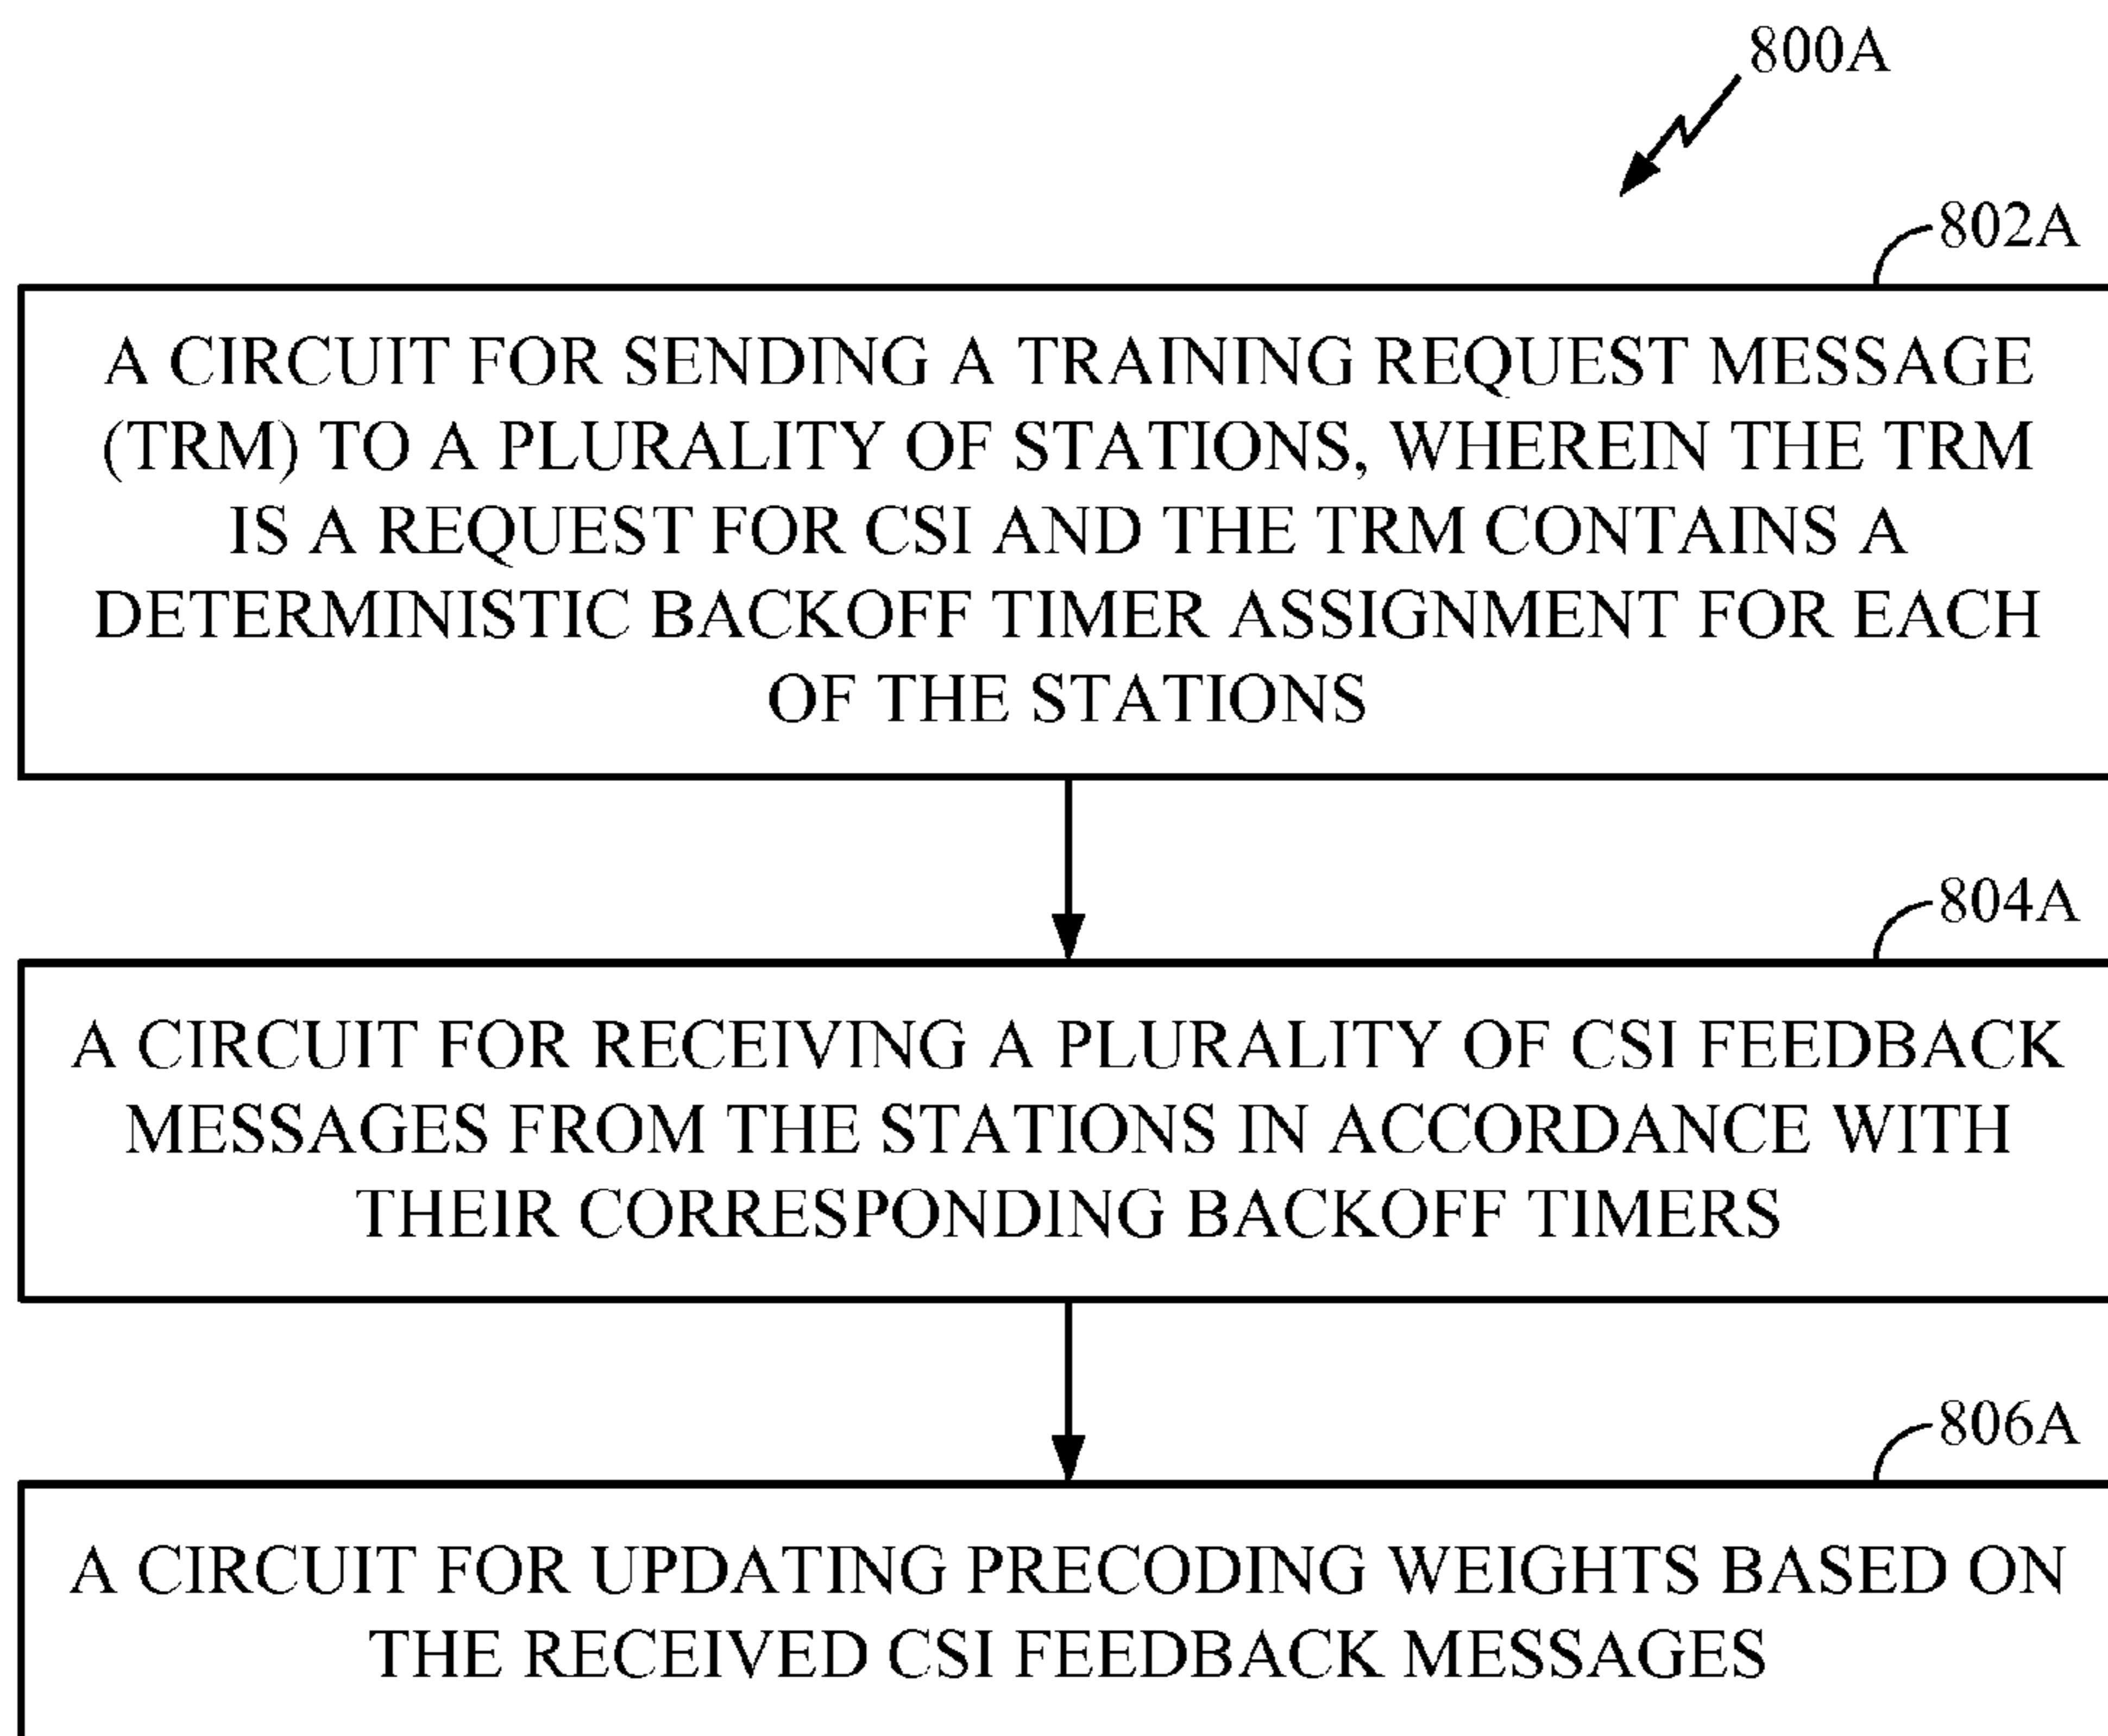 800A
802A
A CIRCUIT FOR SENDING A TRAINING REQUEST MESSAGE
(TRM) TO A PLURALITY OF STATIONS, WHEREIN THE TRM
IS A REQUEST FOR CSI AND THE TRM CONTAINS A
DETERMINISTIC BACKOFF TIMER ASSIGNMENT FOR EACH
OF THE STATIONS
804A
A CIRCUIT FOR RECEIVING A PLURALITY OF CSI FEEDBACK
MESSAGES FROM THE STATIONS IN ACCORDANCE WITH
THEIR CORRESPONDING BACKOFF TIMERS
806A
A CIRCUIT FOR UPDATING PRECODING WEIGHTS BASED ON
THE RECEIVED CSI FEEDBACK MESSAGES